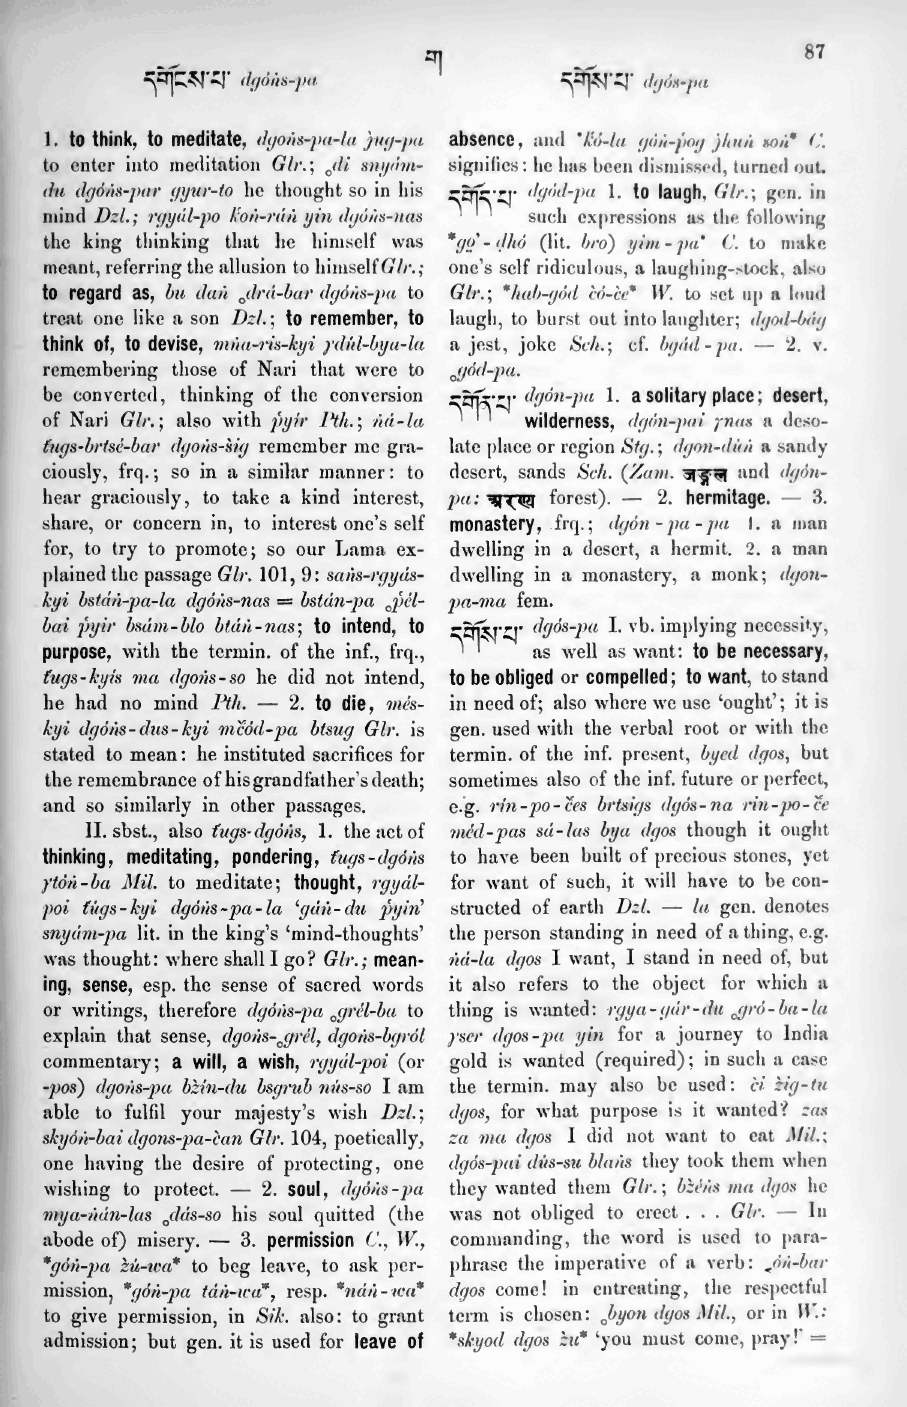 87
ག
དགོངས་པ་ dgóṅs-pa
དགོས་པ་ dgós-pa
1. to think, to meditate, dgoṅs-pa-la ǰug-pa
to enter into meditation Glr.; ₒdi snyám-
du dgóṅs-par gyur-to he thought so in his
mind Dzl.; rgyál-po k̔oṅ-ráṅ yin dgóṅs-nas
the king thinking that he himself was
meant, referring the allusion to himself Glr.;
to regard as, bu daṅ ₒdrá-bar dgóṅs-pa to
treat one like a son Dzl.; to remember, to
think of, to devise, mṅa-ris-kyi γdúl-bya-la
remembering those of Nari that were to
be converted, thinking of the conversion
of Nari Glr.; also with p̔yir Pth.; ṅá-la
t̔ugs-brtsé-bar dgoṅs-šig remember me gra-
ciously, frq.; so in a similar manner: to
hear graciously, to take a kind interest,
share, or concern in, to interest one's self
for, to try to promote; so our Lama ex-
plained the passage Glr. 101, 9: saṅs-rgyás-
kyi bstáṅ-pa-la dgóṅs-nas = bstán-pa ₒp̔él-
bai p̔yir bsám-blo btáṅ-nas; to intend, to
purpose, with the termin. of the inf., frq.,
t̔ugs-kyis ma dgoṅs-so he did not intend,
he had no mind Pth. — 2. to die, més-
kyi dgóṅs-dus-kyi mčód-pa btsug Glr. is
stated to mean: he instituted sacrifices for
the remembrance of his grandfather's death;
and so similarly in other passages.
II. sbst., also t̔ugs-dgóṅs, 1. the act of
thinking, meditating, pondering, t̔ugs-dgóṅs
γtóṅ-ba Mil. to meditate; thought, rgyál-
poi t̔úgs-kyi dgóṅs-pa-la ‘gáṅ-du p̔yin’
snyám-pa lit. in the king's ‘mind-thoughts’
was thought: where shall I go? Glr.; mean-
ing, sense, esp. the sense of sacred words
or writings, therefore dgóṅs-pa ₒgrél-ba to
explain that sense, dgoṅs-ₒgrél, dgoṅs-bgról
commentary; a will, a wish, rgyál-poi (or
-pos) dgoṅs-pa bžin-du bsgrub nús-so I am
able to fulfil your majesty's wish Dzl.;
skyóṅ-bai dgons-pa-čan Glr. 104, poetically,
one having the desire of protecting, one
wishing to protect. — 2. soul, dgóṅs-pa
mya-ṅán-las ₒdás-so his soul quitted (the
abode of) misery. — 3. permission C., W.,
*góṅ-pa žú-wa* to beg leave, to ask per-
mission, *góṅ-pa táṅ-wa*, resp. *náṅ-wa*
to give permission, in Sik. also: to grant
admission; but gen. it is used for leave of
absence, and *k̔ó-la góṅ-p̔og ǰhuṅ soṅ* C.
signifies: he has been dismissed, turned out.
དགོད་པ་ dgód-pa 1. to laugh, Glr.; gen. in
such expressions as the following
*go̱’-ḍhó (lit. bro) yim-pa* C. to make
one's self ridiculous, a laughing-stock, also
Glr.; *hab-gód čó-če* W. to set up a loud
laugh, to burst out into laughter; dgod-bág
a jest, joke Sch.; cf. bgád-pa. — 2. v.
ₒgód-pa.
དགོན་པ་ dgón-pa 1. a solitary place; desert,
wilderness, dgón-pai γnas a deso-
late place or region Stg.; dgon-dúṅ a sandy
desert, sands Sch. (Zam. जङ्गल and dgón-
pa: अरण्य forest). — 2. hermitage. — 3.
monastery, frq.; dgón-pa-pa 1. a man
dwelling in a desert, a hermit. 2. a man
dwelling in a monastery, a monk; dgon-
pa-ma fem.
དགོས་པ་ dgós-pa I. vb. implying necessity,
as well as want: to be necessary,
to be obliged or compelled; to want, to stand
in need of; also where we use ‘ought’; it is
gen. used with the verbal root or with the
termin. of the inf. present, byed dgos, but
sometimes also of the inf. future or perfect,
e.g. rin-po-čes brtsigs dgós-na rin-po-če
méd-pas sá-las bya dgos though it ought
to have been built of precious stones, yet
for want of such, it will have to be con-
structed of earth Dzl. — la gen. denotes
the person standing in need of a thing, e.g.
ṅá-la dgos I want, I stand in need of, but
it also refers to the object for which a
thing is wanted: rgya-gár-du ₒgró-ba-la
γser dgos-pa yin for a journey to India
gold is wanted (required); in such a case
the termin. may also be used: či žig-tu
dgos, for what purpose is it wanted? zas
za ma dgos I did not want to eat Mil.;
dgós-pai dús-su blaṅs they took them when
they wanted them Glr.; bžéṅs ma dgos he
was not obliged to erect . . . Glr. — In
commanding, the word is used to para-
phrase the imperative of a verb: ₒóṅ-bar
dgos come! in entreating, the respectful
term is chosen: ₒbyon dgos Mil., or in W.:
*skyod dgos žu* ‘you must come, pray!’ =